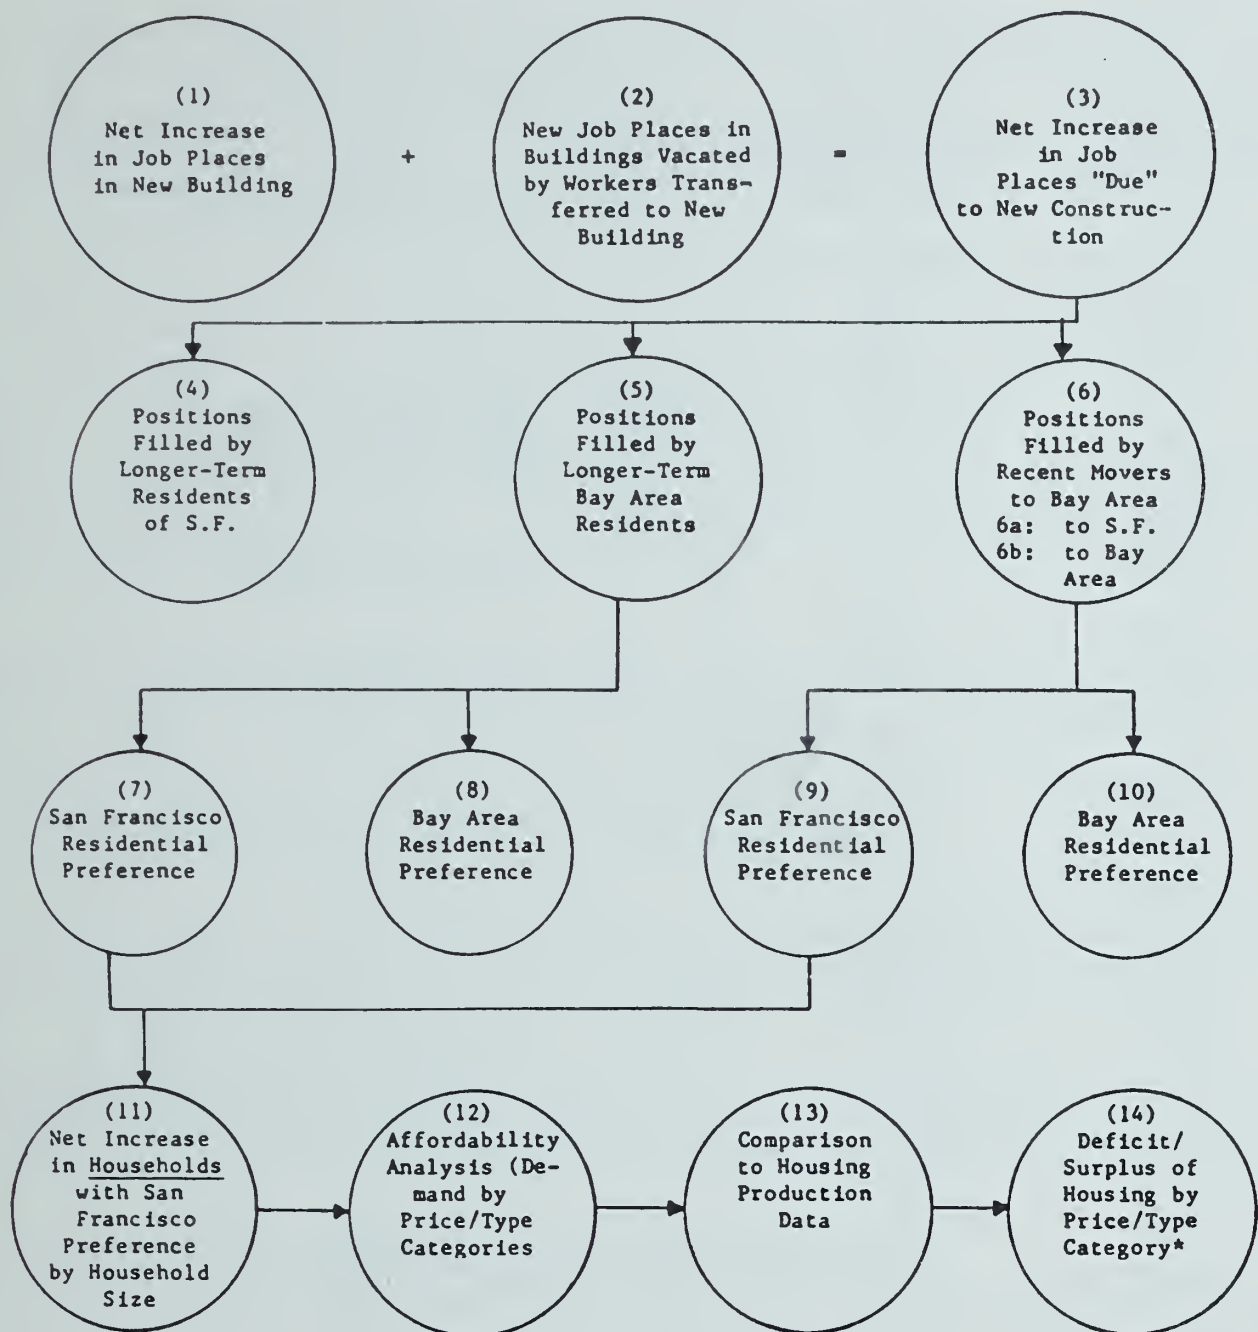 (1)
Net Increase
in Job Places
in New Building
+
(2)
New Job Places in
Buildings Vacated
by Workers Trans-
ferred to New
Building
=
(3)
Net Increase
in Job
Places "Due"
to New Construc-
tion
(4)
Positions
Filled by
Longer-Term
Residents
of S.F.
(5)
Positions
Filled by
Longer-Term
Bay Area
Residents
(6)
Positions
Filled by
Recent Movers
to Bay Area
6a: to S.F.
6b: to Bay
Area
(7)
San Francisco
Residential
Preference
(8)
Bay Area
Residential
Preference
(9)
San Francisco
Residential
Preference
(10)
Bay Area
Residential
Preference
(11)
Net Increase
in Households
with San
Francisco
Preference
by Household
Size
(12)
Affordability
Analysis (De-
mand by
Price/Type
Categories
(13)
Comparison
to Housing
Production
Data
(14)
Deficit/
Surplus of
Housing by
Price/Type
Category*